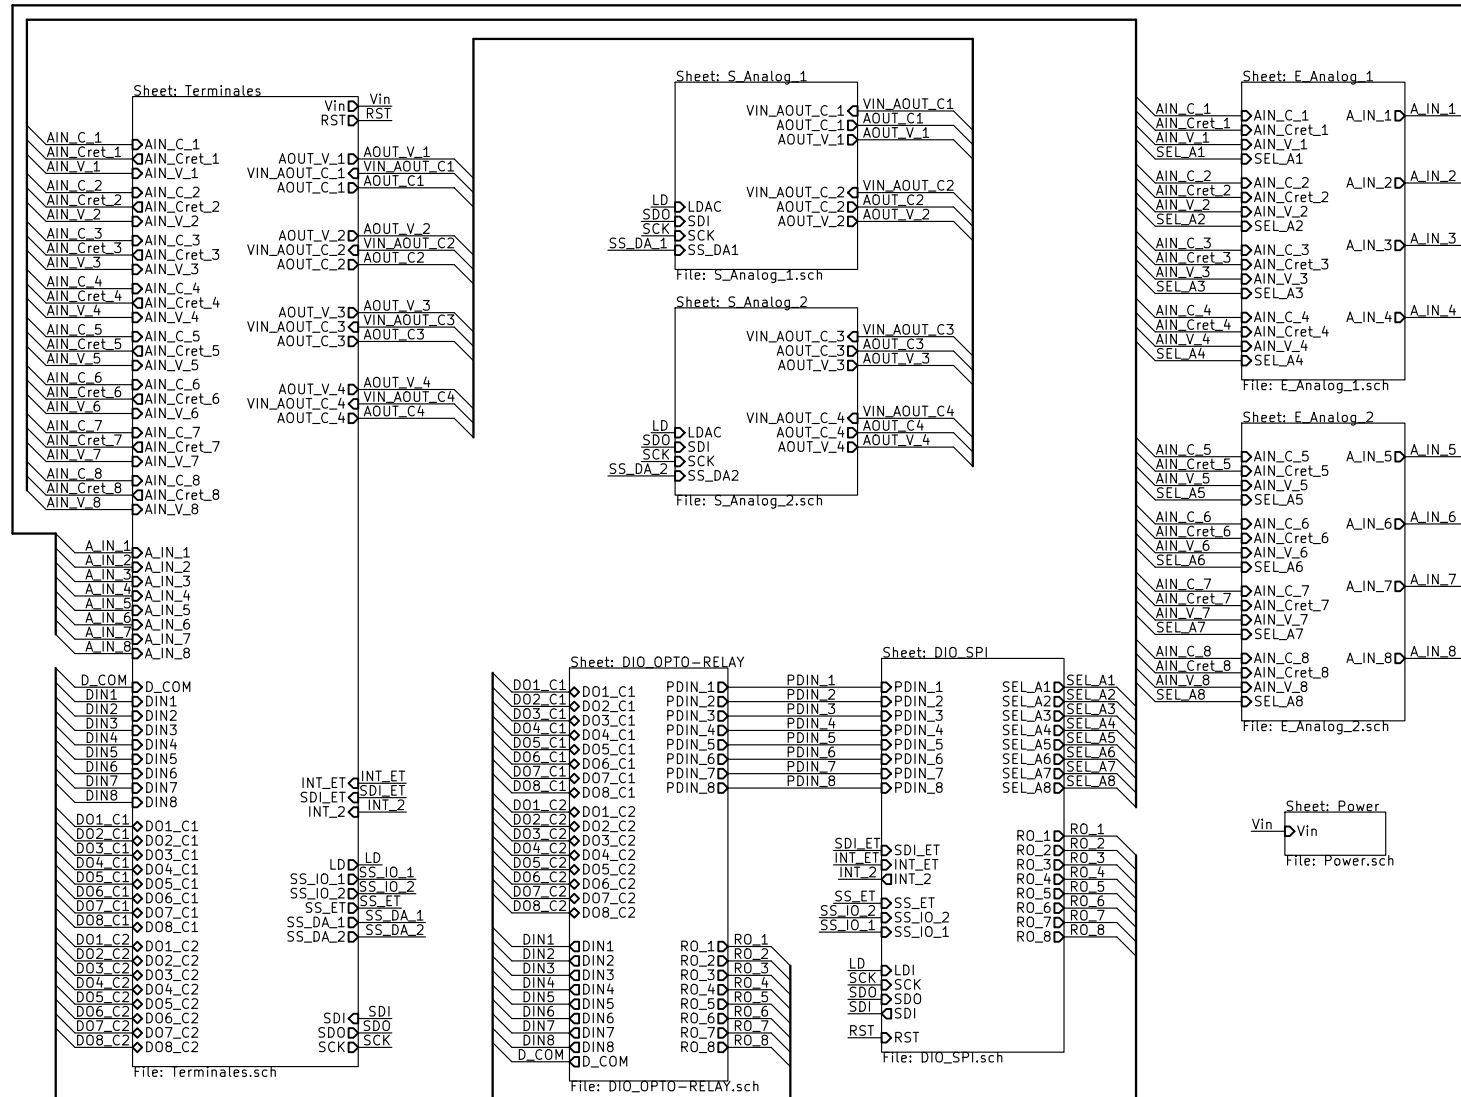 Sheet: Terminales
Vin Vin
RST RST
AIN_C_1 AIN_C_1
AIN_Cret_1 AIN_Cret_1
AIN_V_1 AIN_V_1
AIN_C_2 AIN_C_2
AIN_Cret_2 AIN_Cret_2
AIN_V_2 AIN_V_2
AIN_C_3 AIN_C_3
AIN_Cret_3 AIN_Cret_3
AIN_V_3 AIN_V_3
AIN_C_4 AIN_C_4
AIN_Cret_4 AIN_Cret_4
AIN_V_4 AIN_V_4
AIN_C_5 AIN_C_5
AIN_Cret_5 AIN_Cret_5
AIN_V_5 AIN_V_5
AIN_C_6 AIN_C_6
AIN_Cret_6 AIN_Cret_6
AIN_V_6 AIN_V_6
AIN_C_7 AIN_C_7
AIN_Cret_7 AIN_Cret_7
AIN_V_7 AIN_V_7
AIN_C_8 AIN_C_8
AIN_Cret_8 AIN_Cret_8
AIN_V_8 AIN_V_8
A_IN_1 A_IN_1
A_IN_2 A_IN_2
A_IN_3 A_IN_3
A_IN_4 A_IN_4
A_IN_5 A_IN_5
A_IN_6 A_IN_6
A_IN_7 A_IN_7
A_IN_8 A_IN_8
D_COM D_COM
DIN1 DIN1
DIN2 DIN2
DIN3 DIN3
DIN4 DIN4
DIN5 DIN5
DIN6 DIN6
DIN7 DIN7
DIN8 DIN8
DO1_C1 DO1_C1
DO2_C1 DO2_C1
DO3_C1 DO3_C1
DO4_C1 DO4_C1
DO5_C1 DO5_C1
DO6_C1 DO6_C1
DO7_C1 DO7_C1
DO8_C1 DO8_C1
DO1_C2 DO1_C2
DO2_C2 DO2_C2
DO3_C2 DO3_C2
DO4_C2 DO4_C2
DO5_C2 DO5_C2
DO6_C2 DO6_C2
DO7_C2 DO7_C2
DO8_C2 DO8_C2
AOUT_V_1 AOUT_V_1
VIN_AOUT_C_1 VIN_AOUT_C1
AOUT_C_1 AOUT_C1
AOUT_V_2 AOUT_V_2
VIN_AOUT_C_2 VIN_AOUT_C2
AOUT_C_2 AOUT_C2
AOUT_V_3 AOUT_V_3
VIN_AOUT_C_3 VIN_AOUT_C3
AOUT_C_3 AOUT_C3
AOUT_V_4 AOUT_V_4
VIN_AOUT_C_4 VIN_AOUT_C4
AOUT_C_4 AOUT_C4
INT_ET INT_ET
SDI_ET SDI_ET
INT_2 INT_2
LD LD
SS_IO_1 SS_IO_1
SS_IO_2 SS_IO_2
SS_ET SS_ET
SS_DA_1 SS_DA_1
SS_DA_2 SS_DA_2
SDI SDI
SDO SDO
SCK SCK
File: Terminales.sch
Sheet: S_Analog_1
VIN_AOUT_C_1 VIN_AOUT_C1
AOUT_C_1 AOUT_C1
AOUT_V_1 AOUT_V_1
VIN_AOUT_C_2 VIN_AOUT_C2
AOUT_C_2 AOUT_C2
AOUT_V_2 AOUT_V_2
LD LDAC
SDO SDI
SCK SCK
SS_DA_1 SS_DA1
File: S_Analog_1.sch
Sheet: S_Analog_2
VIN_AOUT_C_3 VIN_AOUT_C3
AOUT_C_3 AOUT_C3
AOUT_V_3 AOUT_V_3
VIN_AOUT_C_4 VIN_AOUT_C4
AOUT_C_4 AOUT_C4
AOUT_V_4 AOUT_V_4
LD LDAC
SDO SDI
SCK SCK
SS_DA_2 SS_DA2
File: S_Analog_2.sch
Sheet: DIO_OPTO-RELAY
DO1_C1 DO1_C1
DO2_C1 DO2_C1
DO3_C1 DO3_C1
DO4_C1 DO4_C1
DO5_C1 DO5_C1
DO6_C1 DO6_C1
DO7_C1 DO7_C1
DO8_C1 DO8_C1
DO1_C2 DO1_C2
DO2_C2 DO2_C2
DO3_C2 DO3_C2
DO4_C2 DO4_C2
DO5_C2 DO5_C2
DO6_C2 DO6_C2
DO7_C2 DO7_C2
DO8_C2 DO8_C2
DIN1 DIN1
DIN2 DIN2
DIN3 DIN3
DIN4 DIN4
DIN5 DIN5
DIN6 DIN6
DIN7 DIN7
DIN8 DIN8
D_COM D_COM
PDIN_1 PDIN_1
PDIN_2 PDIN_2
PDIN_3 PDIN_3
PDIN_4 PDIN_4
PDIN_5 PDIN_5
PDIN_6 PDIN_6
PDIN_7 PDIN_7
PDIN_8 PDIN_8
RO_1 RO_1
RO_2 RO_2
RO_3 RO_3
RO_4 RO_4
RO_5 RO_5
RO_6 RO_6
RO_7 RO_7
RO_8 RO_8
File: DIO_OPTO-RELAY.sch
Sheet: DIO_SPI
PDIN_1
PDIN_2
PDIN_3
PDIN_4
PDIN_5
PDIN_6
PDIN_7
PDIN_8
SDI_ET SDI_ET
INT_ET INT_ET
INT_2 INT_2
SS_ET SS_ET
SS_IO_2 SS_IO_2
SS_IO_1 SS_IO_1
LD LDI
SCK SCK
SDO SDO
SDI SDI
RST RST
SEL_A1 SEL_A1
SEL_A2 SEL_A2
SEL_A3 SEL_A3
SEL_A4 SEL_A4
SEL_A5 SEL_A5
SEL_A6 SEL_A6
SEL_A7 SEL_A7
SEL_A8 SEL_A8
RO_1 RO_1
RO_2 RO_2
RO_3 RO_3
RO_4 RO_4
RO_5 RO_5
RO_6 RO_6
RO_7 RO_7
RO_8 RO_8
File: DIO_SPI.sch
Sheet: E_Analog_1
AIN_C_1 AIN_C_1 A_IN_1 A_IN_1
AIN_Cret_1 AIN_Cret_1
AIN_V_1 AIN_V_1
SEL_A1 SEL_A1
AIN_C_2 AIN_C_2 A_IN_2 A_IN_2
AIN_Cret_2 AIN_Cret_2
AIN_V_2 AIN_V_2
SEL_A2 SEL_A2
AIN_C_3 AIN_C_3 A_IN_3 A_IN_3
AIN_Cret_3 AIN_Cret_3
AIN_V_3 AIN_V_3
SEL_A3 SEL_A3
AIN_C_4 AIN_C_4 A_IN_4 A_IN_4
AIN_Cret_4 AIN_Cret_4
AIN_V_4 AIN_V_4
SEL_A4 SEL_A4
File: E_Analog_1.sch
Sheet: E_Analog_2
AIN_C_5 AIN_C_5 A_IN_5 A_IN_5
AIN_Cret_5 AIN_Cret_5
AIN_V_5 AIN_V_5
SEL_A5 SEL_A5
AIN_C_6 AIN_C_6 A_IN_6 A_IN_6
AIN_Cret_6 AIN_Cret_6
AIN_V_6 AIN_V_6
SEL_A6 SEL_A6
AIN_C_7 AIN_C_7 A_IN_7 A_IN_7
AIN_Cret_7 AIN_Cret_7
AIN_V_7 AIN_V_7
SEL_A7 SEL_A7
AIN_C_8 AIN_C_8 A_IN_8 A_IN_8
AIN_Cret_8 AIN_Cret_8
AIN_V_8 AIN_V_8
SEL_A8 SEL_A8
File: E_Analog_2.sch
Sheet: Power
Vin Vin
File: Power.sch